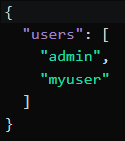 {
  "users": [
    "admin",
    "myuser"
  ]
}